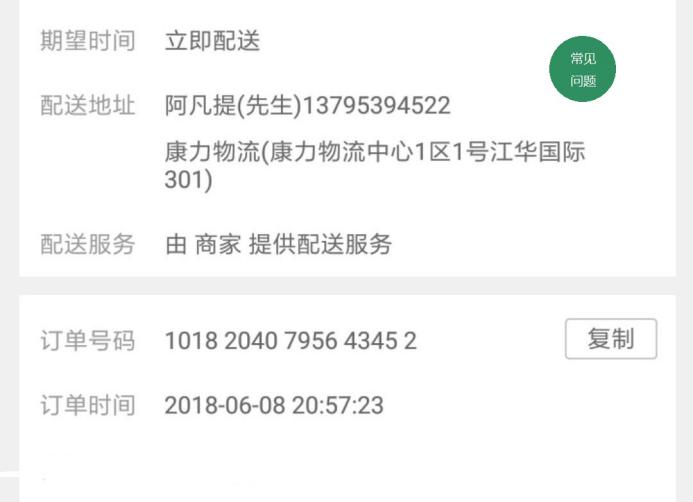 期望时间 立即配送
常见
问题
配送地址 阿凡提(先生)13795394522
康力物流(康力物流中心1区1号江华国际
301)
配送服务 由 商家 提供配送服务
订单号码 1018 2040 7956 4345 2 复制
订单时间 2018-06-08 20:57:23